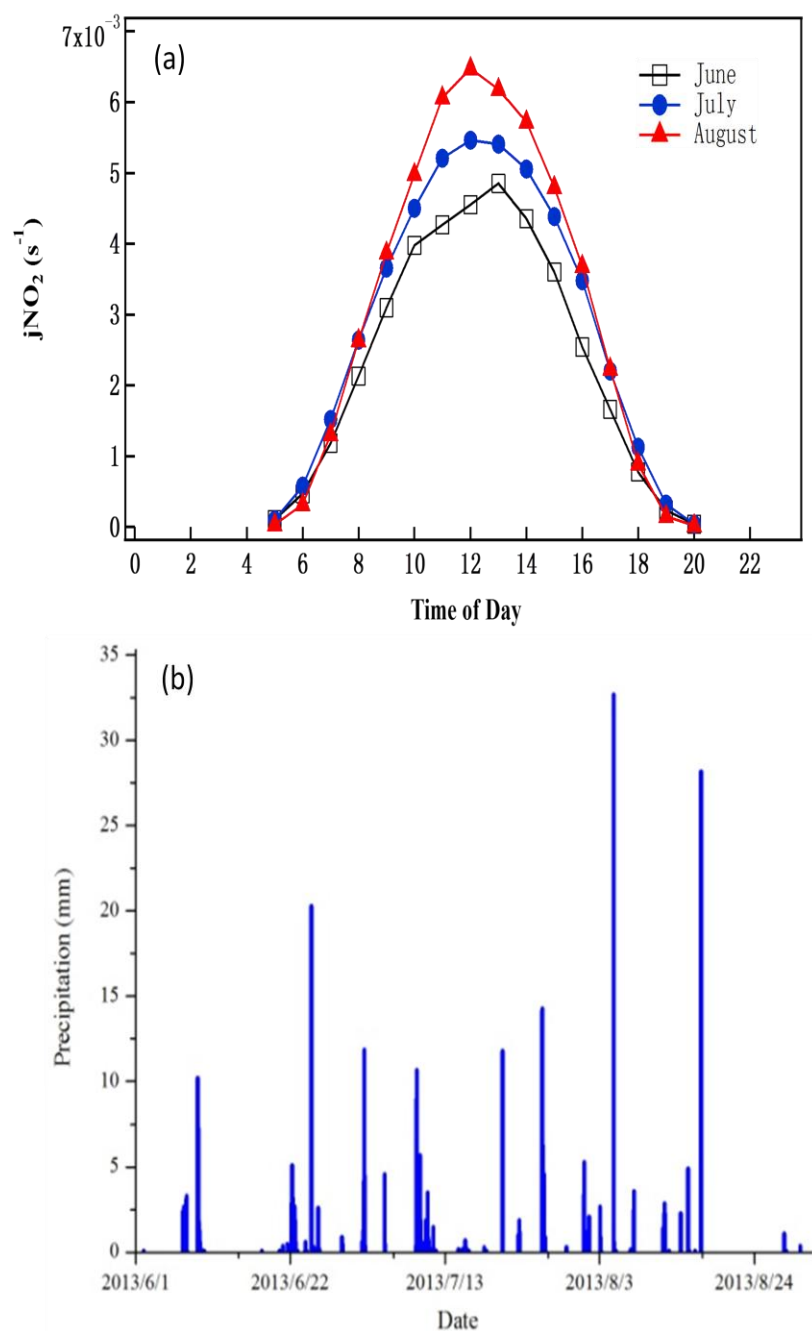 7x10⁻³
(a)
June
July
August
6
5
4
3
2
1
0
jNO₂ (s⁻¹)
0 2 4 6 8 10 12 14 16 18 20 22
Time of Day
35
(b)
30
25
20
15
10
5
0
Precipitation (mm)
2013/6/1 2013/6/22 2013/7/13 2013/8/3 2013/8/24
Date